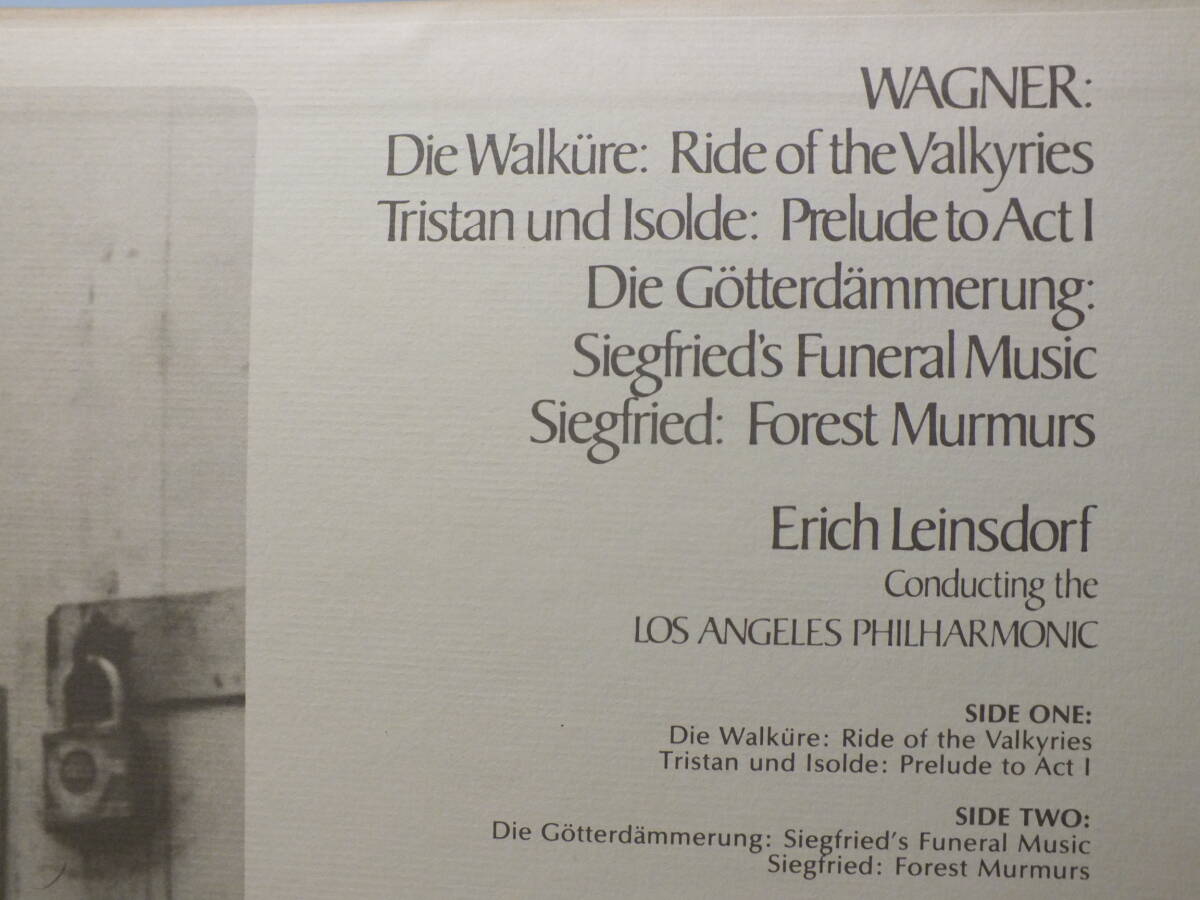 WAGNER:
Die Walküre: Ride of the Valkyries
Tristan und Isolde: Prelude to Act I
Die Götterdämmerung:
Siegfried's Funeral Music
Siegfried: Forest Murmurs
Erich Leinsdorf
Conducting the
LOS ANGELES PHILHARMONIC
SIDE ONE:
Die Walküre: Ride of the Valkyries
Tristan und Isolde: Prelude to Act I
SIDE TWO:
Die Götterdämmerung: Siegfried's Funeral Music
Siegfried: Forest Murmurs